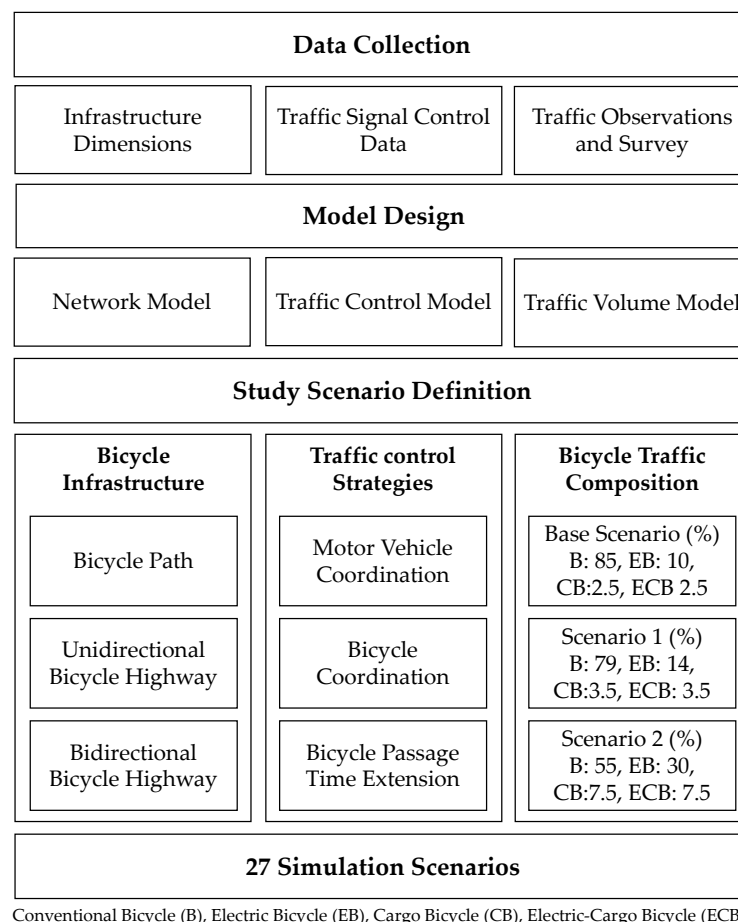 Data Collection
Infrastructure
Dimensions
Traffic Signal Control
Data
Traffic Observations
and Survey
Model Design
Network Model
Traffic Control Model
Traffic Volume Model
Study Scenario Definition
Bicycle
Infrastructure
Bicycle Path
Unidirectional
Bicycle Highway
Bidirectional
Bicycle Highway
Traffic control
Strategies
Motor Vehicle
Coordination
Bicycle
Coordination
Bicycle Passage
Time Extension
Bicycle Traffic
Composition
Base Scenario (%)
B: 85, EB: 10,
CB:2.5, ECB 2.5
Scenario 1 (%)
B: 79, EB: 14,
CB:3.5, ECB: 3.5
Scenario 2 (%)
B: 55, EB: 30,
CB:7.5, ECB: 7.5
27 Simulation Scenarios
Conventional Bicycle (B), Electric Bicycle (EB), Cargo Bicycle (CB), Electric-Cargo Bicycle (ECB